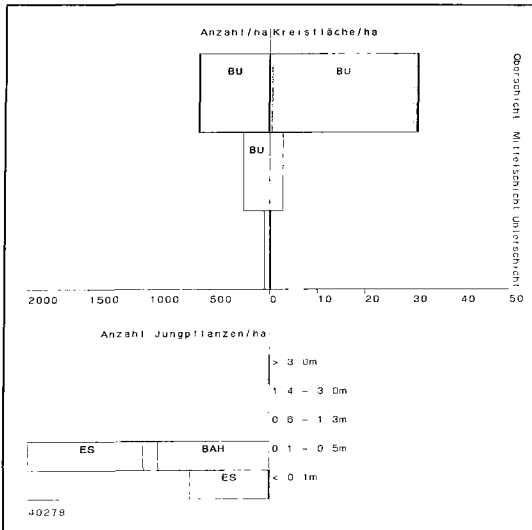 Anzahl/ha Kreisfläche/ha
BU BU
BU
Oberschicht Mittelschicht Unterschicht
2000 1500 1000 500 0 10 20 30 40 50
Anzahl Jungpflanzen/ha
> 3 0m
1 4 - 3 0m
0 6 - 1 3m
ES BAH 0 1 - 0 5m
ES < 0 1m
40278